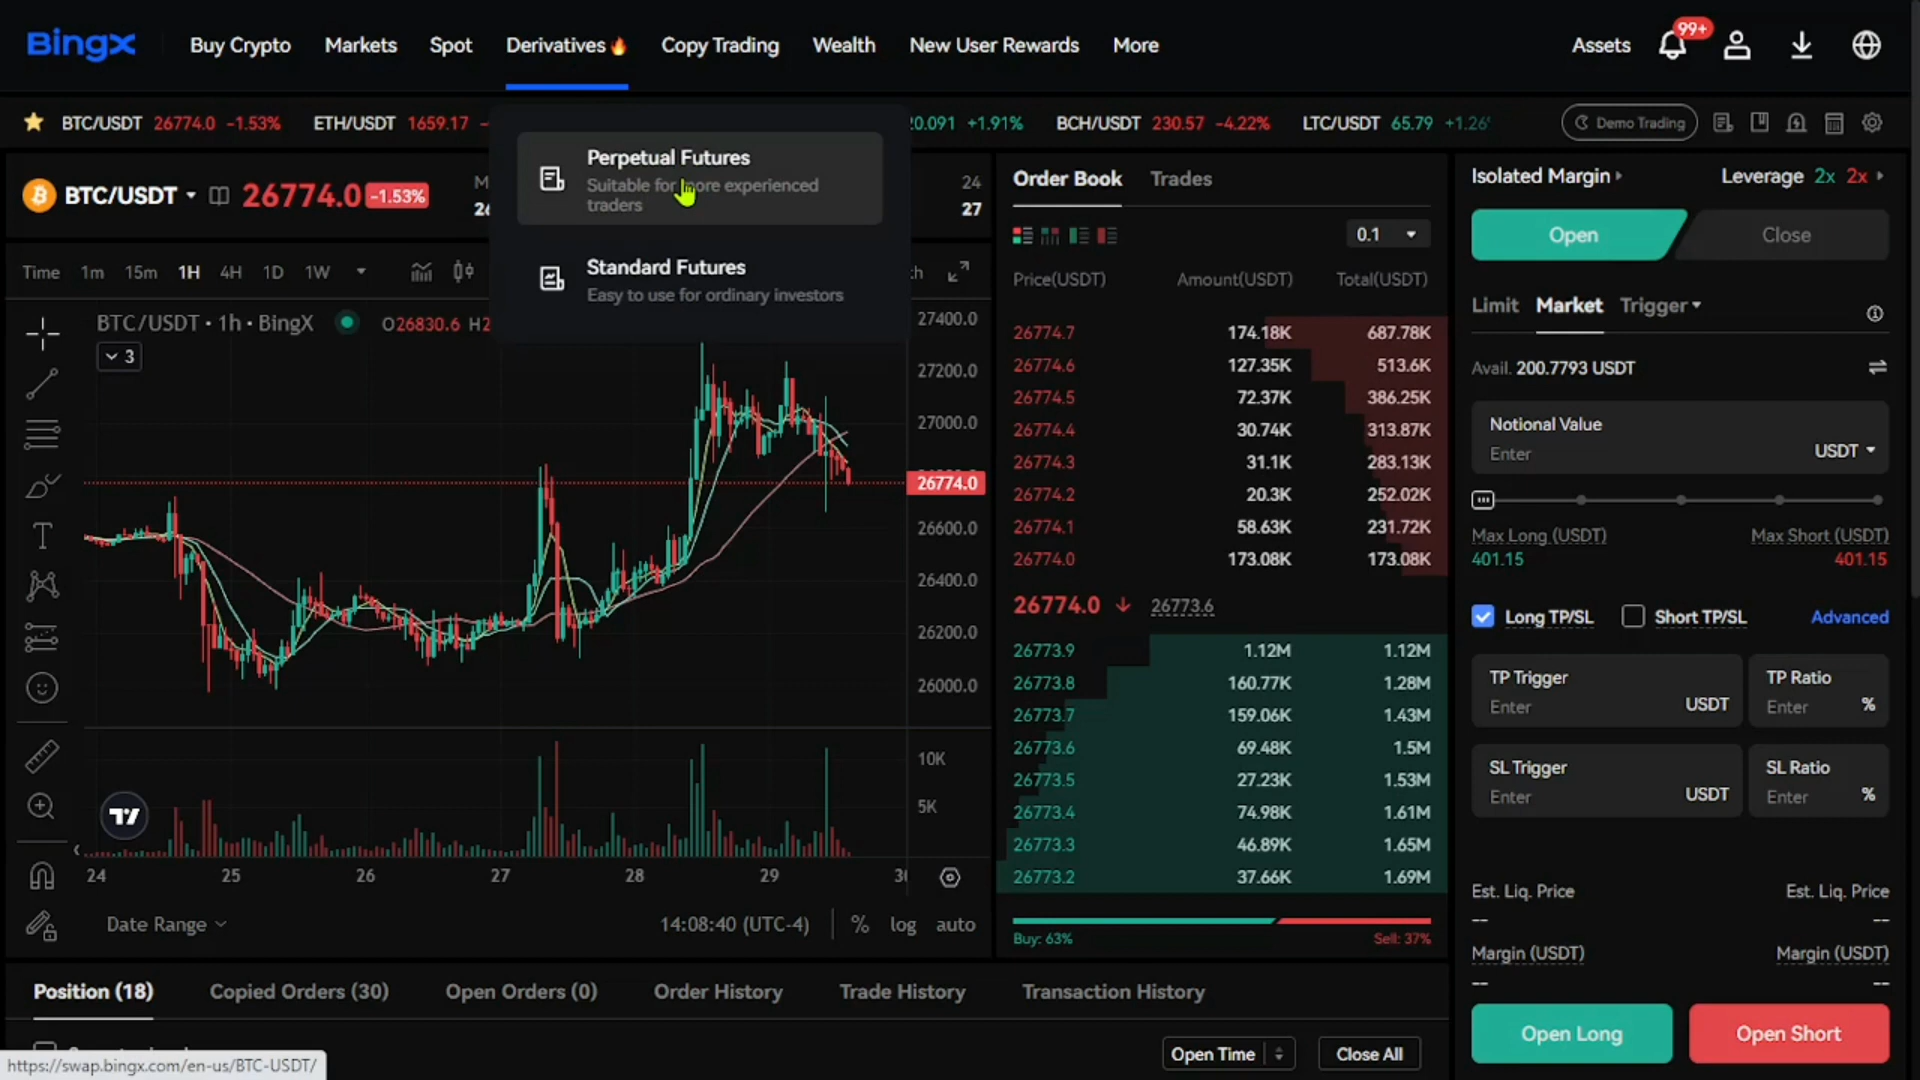 BingX
Buy Crypto
Markets
Spot
Derivatives
Copy Trading
Wealth
New User Rewards
More
Assets
99+
BTC/USDT 26774.0 -1.53%
ETH/USDT 1659.17
20.091 +1.91%
BCH/USDT 230.57 -4.22%
LTC/USDT 65.79
Demo Trading
Perpetual Futures
Suitable for more experienced
traders
Standard Futures
Easy to use for ordinary investors
BTC/USDT
26774.0
-1.53%
24
27
Time
1m
15m
1H
4H
1D
1W
BTC/USDT · 1h · BingX
O26830.6
3
27400.0
27200.0
27000.0
26774.0
26600.0
26400.0
26200.0
26000.0
10K
5K
24
25
26
27
28
29
Date Range
14:08:40 (UTC-4)
%
log
auto
Order Book
Trades
0.1
Price(USDT) Amount(USDT) Total(USDT)
26774.7 174.18K 687.78K
26774.6 127.35K 513.6K
26774.5 72.37K 386.25K
26774.4 30.74K 313.87K
26774.3 31.1K 283.13K
26774.2 20.3K 252.02K
26774.1 58.63K 231.72K
26774.0 173.08K 173.08K
26774.0 26773.6
26773.9 1.12M 1.12M
26773.8 160.77K 1.28M
26773.7 159.06K 1.43M
26773.6 69.48K 1.5M
26773.5 27.23K 1.53M
26773.4 74.98K 1.61M
26773.3 46.89K 1.65M
26773.2 37.66K 1.69M
Buy: 63%
Sell: 37%
Isolated Margin
Leverage 2x 2x
Open
Close
Limit
Market
Trigger
Avail. 200.7793 USDT
Notional Value
Enter
USDT
Max Long (USDT)
Max Short (USDT)
401.15
401.15
Long TP/SL
Short TP/SL
Advanced
TP Trigger
Enter
USDT
TP Ratio
Enter
%
SL Trigger
Enter
USDT
SL Ratio
Enter
%
Est. Liq. Price
Est. Liq. Price
--
--
Margin (USDT)
Margin (USDT)
--
--
Open Long
Open Short
Position (18)
Copied Orders (30)
Open Orders (0)
Order History
Trade History
Transaction History
Open Time
Close All
https://swap.bingx.com/en-us/BTC-USDT/